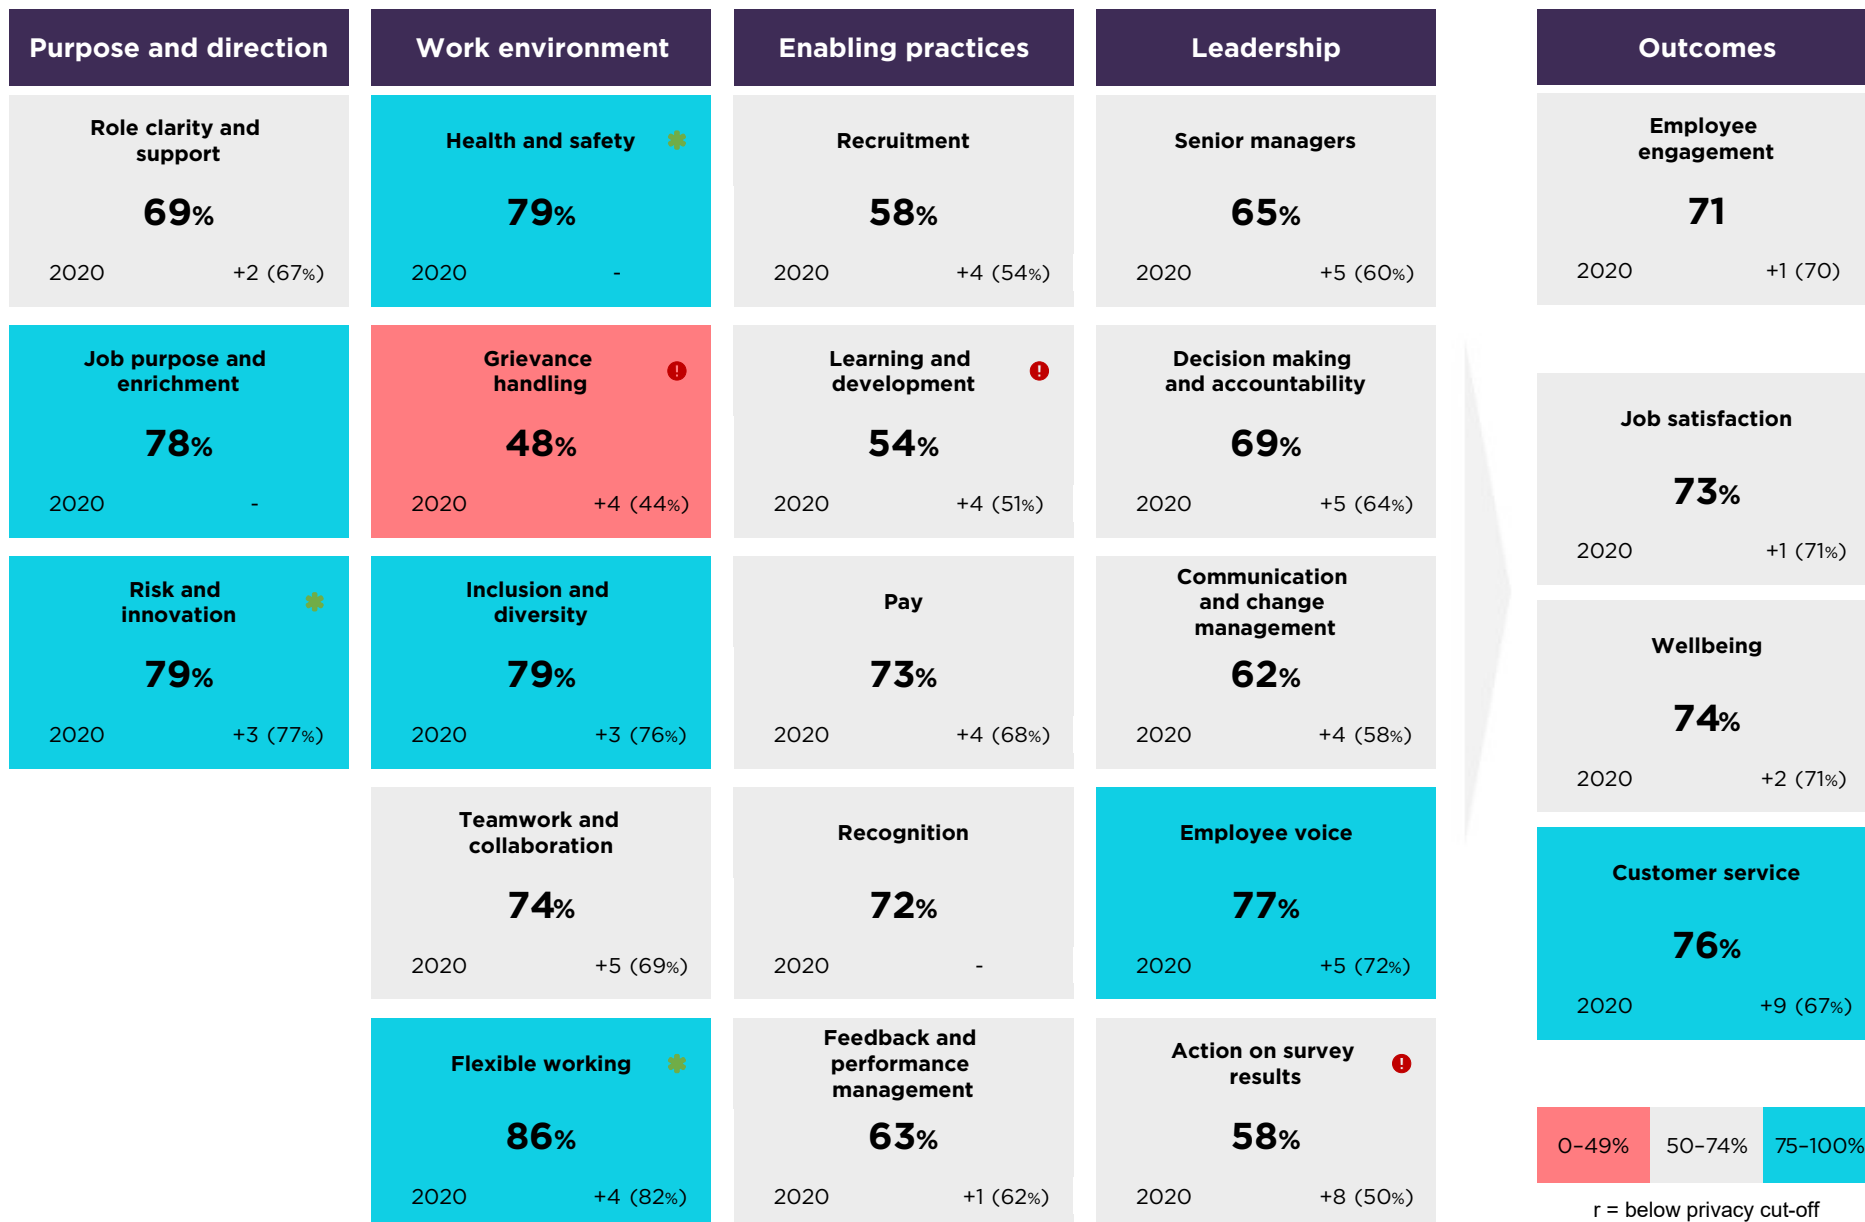 Purpose and direction
Role clarity and
support
69%
2020 +2 (67%)
Job purpose and
enrichment
78%
2020 -
Risk and
innovation
79%
2020 +3 (77%)
Work environment
Health and safety
79%
2020 -
Grievance
handling
!
48%
2020 +4 (44%)
Inclusion and
diversity
79%
2020 +3 (76%)
Teamwork and
collaboration
74%
2020 +5 (69%)
Flexible working
86%
2020 +4 (82%)
Enabling practices
Recruitment
58%
2020 +4 (54%)
Learning and
development
!
54%
2020 +4 (51%)
Pay
73%
2020 +4 (68%)
Recognition
72%
2020 -
Feedback and
performance
management
63%
2020 +1 (62%)
Leadership
Senior managers
65%
2020 +5 (60%)
Decision making
and accountability
69%
2020 +5 (64%)
Communication
and change
management
62%
2020 +4 (58%)
Employee voice
77%
2020 +5 (72%)
Action on survey
results
!
58%
2020 +8 (50%)
Outcomes
Employee
engagement
71
2020 +1 (70)
Job satisfaction
73%
2020 +1 (71%)
Wellbeing
74%
2020 +2 (71%)
Customer service
76%
2020 +9 (67%)
0–49% 50–74% 75–100%
r = below privacy cut-off